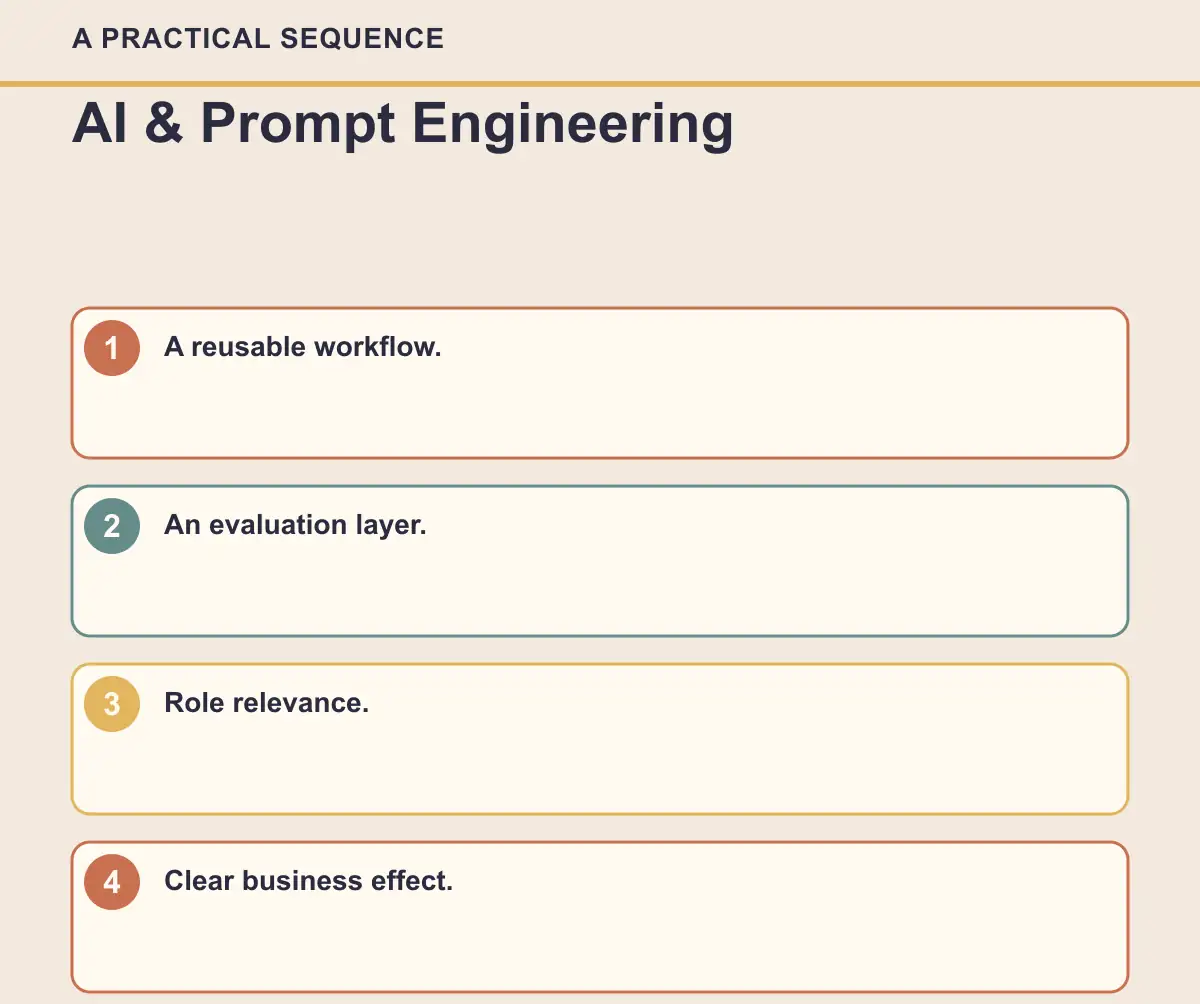 A PRACTICAL SEQUENCE
AI & Prompt Engineering
1
A reusable workflow.
2
An evaluation layer.
3
Role relevance.
4
Clear business effect.